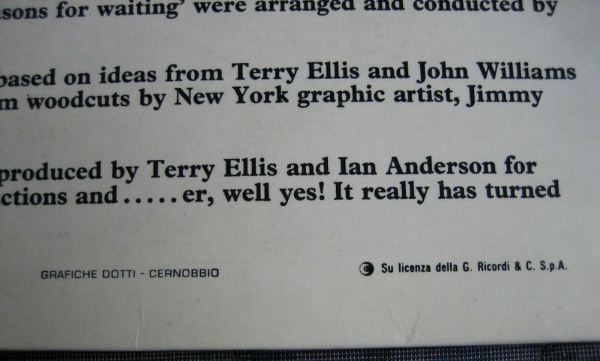 sons for waiting' were arranged and conducted by
based on ideas from Terry Ellis and John Williams
m woodcuts by New York graphic artist, Jimmy
produced by Terry Ellis and Ian Anderson for
ctions and.....er, well yes! It really has turned
GRAFICHE DOTTI - CERNOBBIO
Su licenza della G. Ricordi & C. S.p.A.